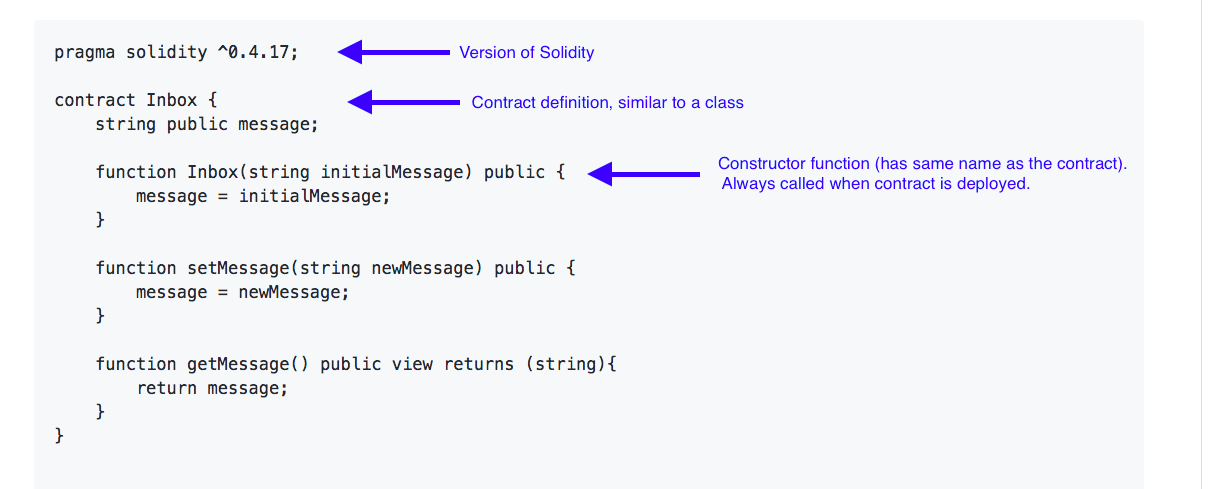 pragma solidity ^0.4.17;
Version of Solidity
contract Inbox {
Contract definition, similar to a class
string public message;
function Inbox(string initialMessage) public {
Constructor function (has same name as the contract).
Always called when contract is deployed.
message = initialMessage;
}
function setMessage(string newMessage) public {
message = newMessage;
}
function getMessage() public view returns (string){
return message;
}
}